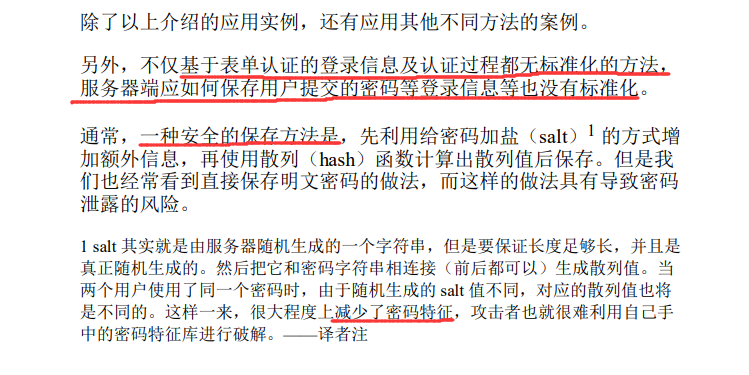 除了以上介绍的应用实例，还有应用其他不同方法的案例。
另外，不仅基于表单认证的登录信息及认证过程都无标准化的方法，
服务器端应如何保存用户提交的密码等登录信息等也没有标准化。
通常，一种安全的保存方法是，先利用给密码加盐（salt）1 的方式增
加额外信息，再使用散列（hash）函数计算出散列值后保存。但是我
们也经常看到直接保存明文密码的做法，而这样的做法具有导致密码
泄露的风险。
1 salt 其实就是由服务器随机生成的一个字符串，但是要保证长度足够长，并且是
真正随机生成的。然后把它和密码字符串相连接（前后都可以）生成散列值。当
两个用户使用了同一个密码时，由于随机生成的 salt 值不同，对应的散列值也将
是不同的。这样一来，很大程度上减少了密码特征，攻击者也就很难利用自己手
中的密码特征库进行破解。——译者注